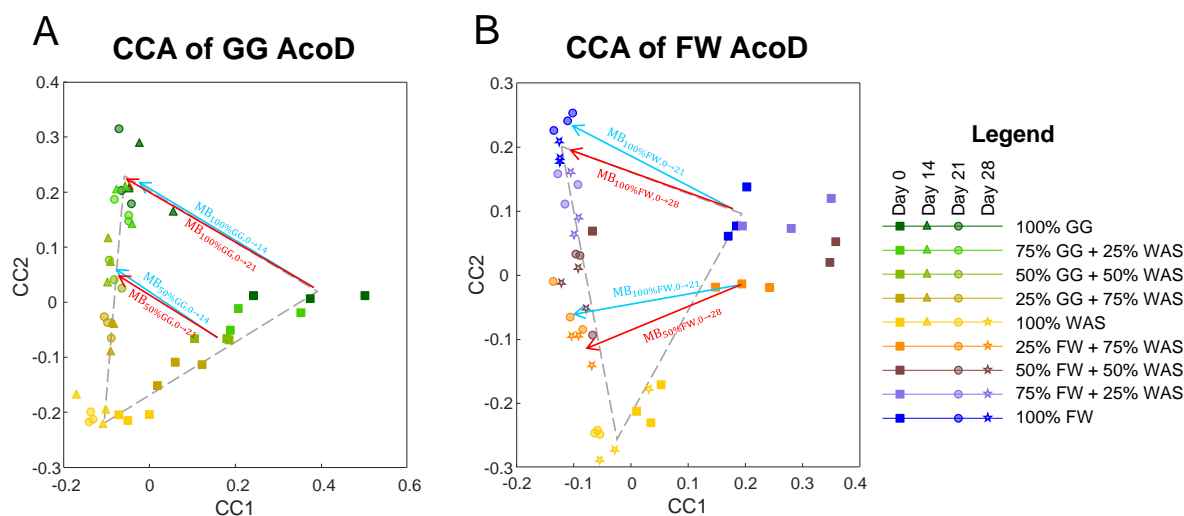 A
CCA of GG AcoD
0.4
0.3
0.2
0.1
0
-0.1
-0.2
-0.3
CC2
-0.2
0
0.2
0.4
0.6
CC1
MB100%GG,0→14
MB100%GG,0→21
MB50%GG,0→14
MB50%GG,0→21
B
CCA of FW AcoD
0.3
0.2
0.1
0
-0.1
-0.2
-0.3
CC2
-0.2
-0.1
0
0.1
0.2
0.3
0.4
CC1
MB100%FW,0→21
MB100%FW,0→28
MB100%FW,0→21
MB50%FW,0→28
Legend
Day 0
Day 14
Day 21
Day 28
100% GG
75% GG + 25% WAS
50% GG + 50% WAS
25% GG + 75% WAS
100% WAS
25% FW + 75% WAS
50% FW + 50% WAS
75% FW + 25% WAS
100% FW